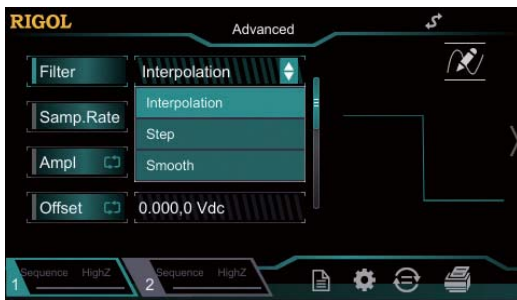 RIGOL
Advanced
Filter
Interpolation
Interpolation
Samp.Rate
Step
Ampl
Smooth
Offset
0.000,0 Vdc
Sequence HighZ
1
Sequence HighZ
2